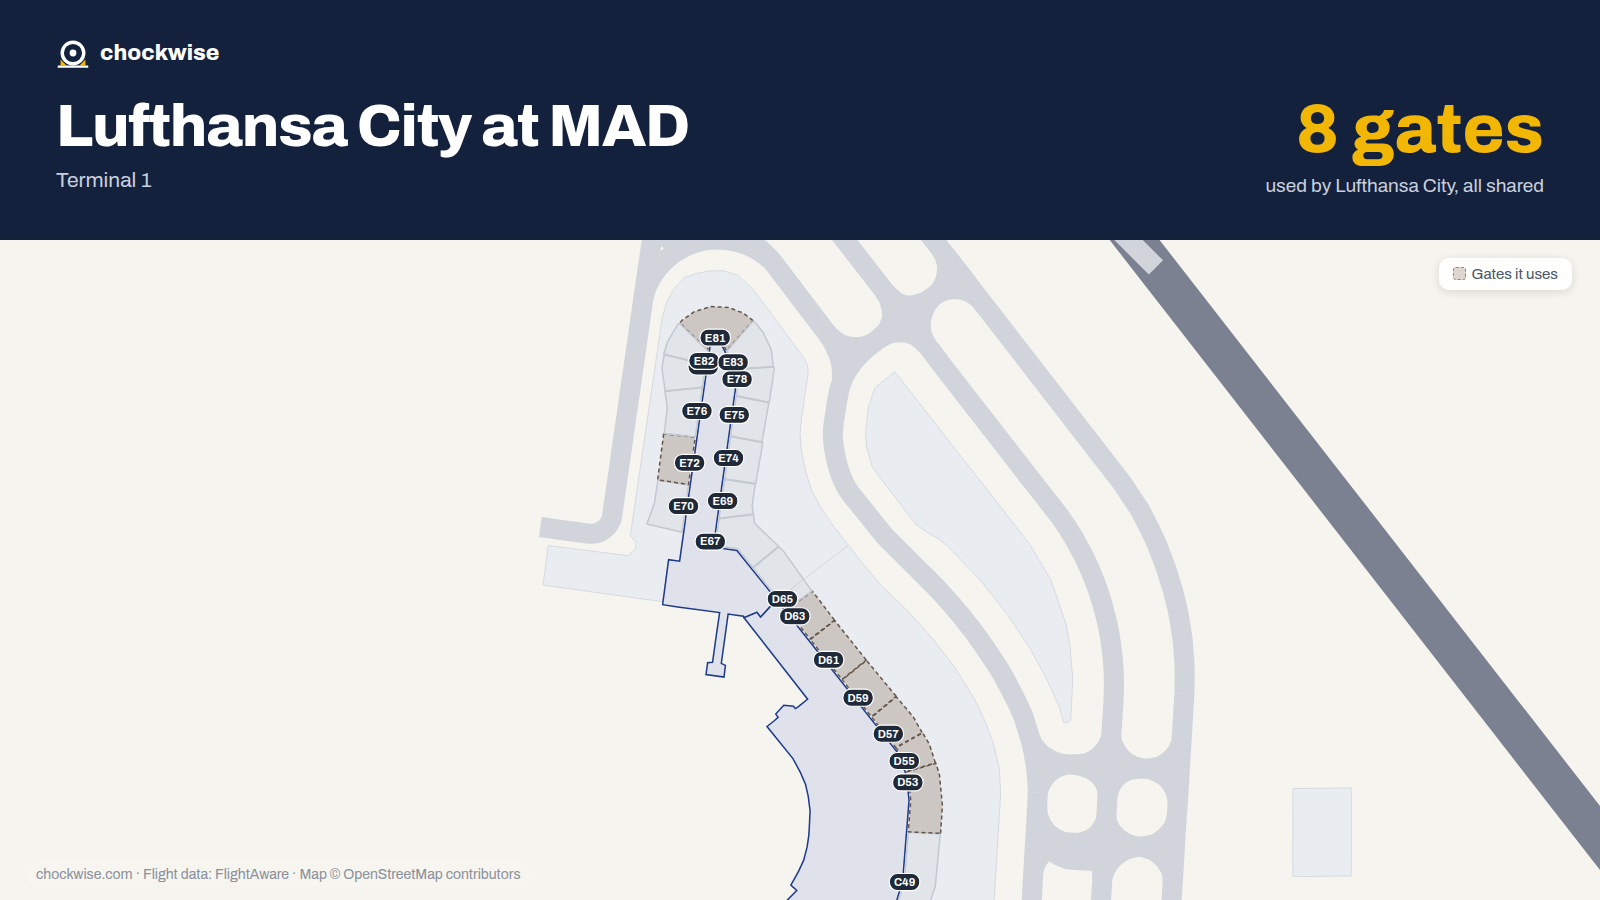 chockwise
Lufthansa City at MAD
Terminal 1
8 gates
used by Lufthansa City, all shared
Gates it uses
E81
E82
E83
E78
E76
E75
E72
E74
E70
E69
E67
D65
D63
D61
D59
D57
D55
D53
C49
chockwise.com · Flight data: FlightAware · Map © OpenStreetMap contributors